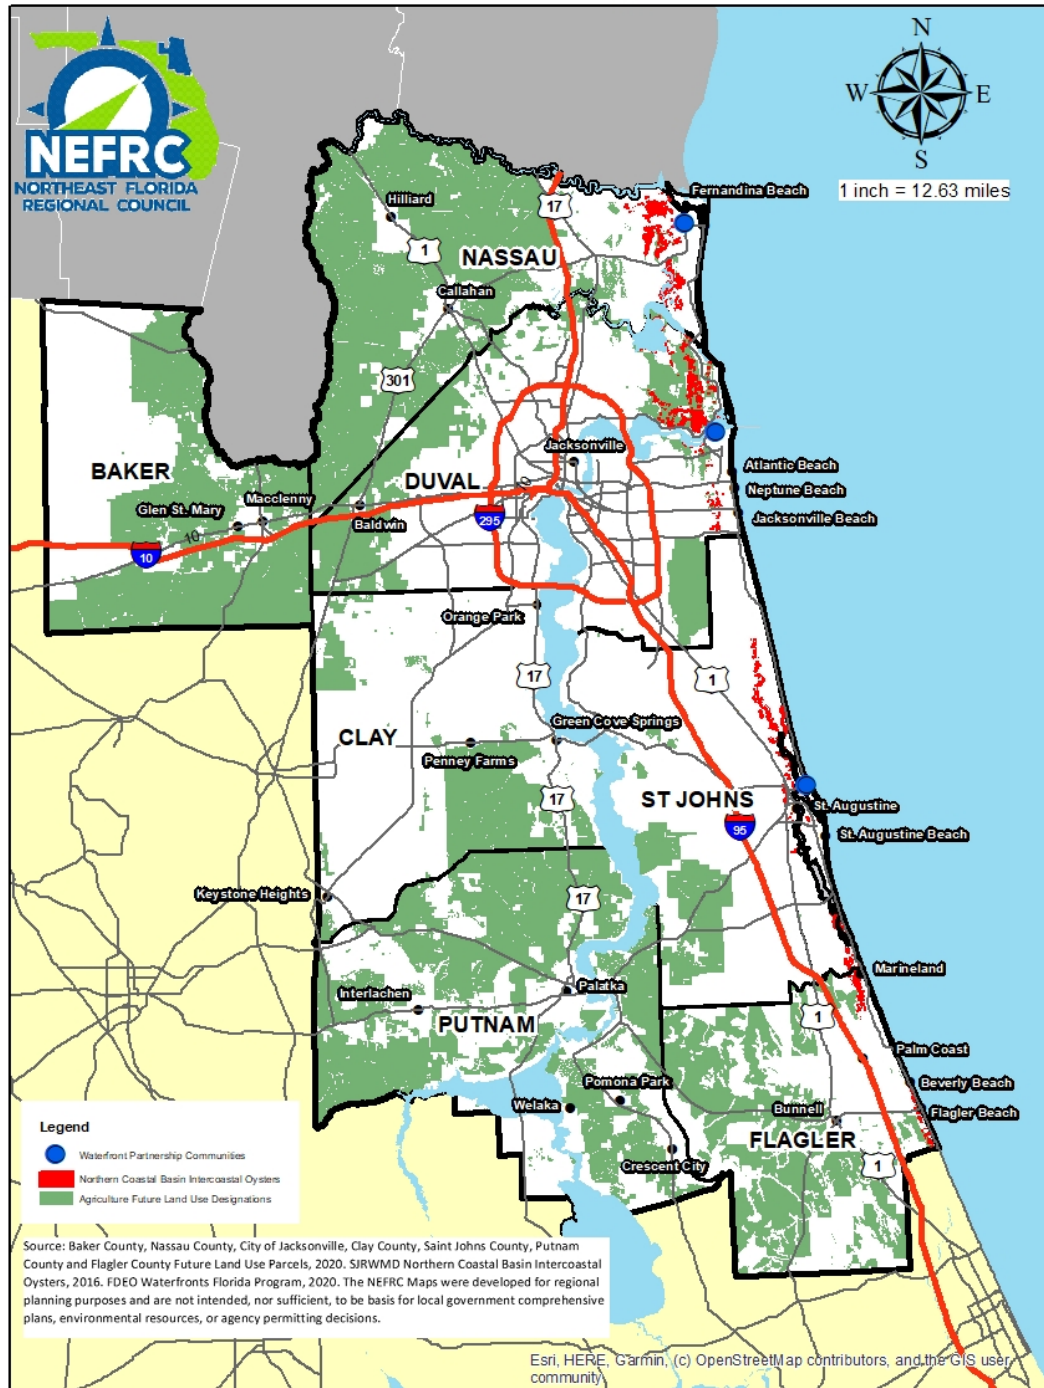 NEFRC
NORTHEAST FLORIDA
REGIONAL COUNCIL
N
W
E
S
1 inch = 12.63 miles
Fernandina Beach
Hilliard
17
1
NASSAU
Callahan
301
BAKER
Jacksonville
DUVAL
Atlantic Beach
Macclenny
Neptune Beach
Glen St. Mary
10
Baldwin
295
Jacksonville Beach
10
10
Orange Park
17
1
Green Cove Springs
CLAY
Penney Farms
17
ST JOHNS
St. Augustine
95
St. Augustine Beach
Keystone Heights
17
Marineland
Interlachen
Palatka
PUTNAM
1
Palm Coast
Pomona Park
Beverly Beach
Welaka
Bunnell
Flagler Beach
FLAGLER
Crescent City
1
Legend
Waterfront Partnership Communities
Northern Coastal Basin Intercoastal Oysters
Agriculture Future Land Use Designations
Source: Baker County, Nassau County, City of Jacksonville, Clay County, Saint Johns County, Putnam
County and Flagler County Future Land Use Parcels, 2020. SJRWMD Northern Coastal Basin Intercoastal
Oysters, 2016. FDEO Waterfronts Florida Program, 2020. The NEFRC Maps were developed for regional
planning purposes and are not intended, nor sufficient, to be basis for local government comprehensive
plans, environmental resources, or agency permitting decisions.
Esri, HERE, Garmin, (c) OpenStreetMap contributors, and the GIS user
community